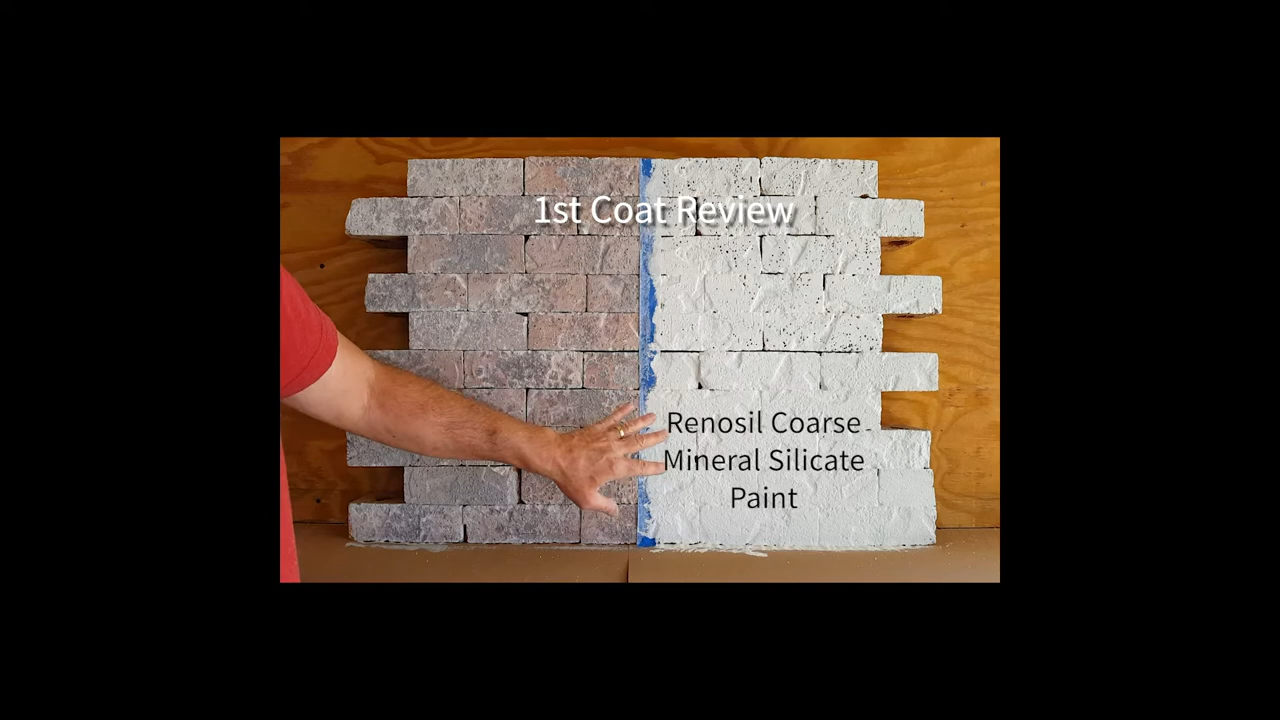 1st Coat Review
Renosil Coarse
Mineral Silicate
Paint